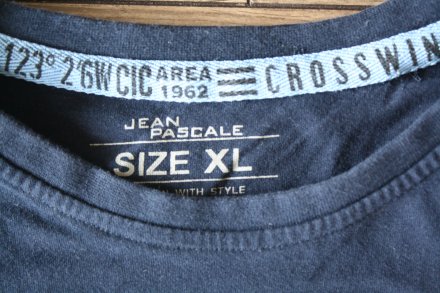 123° 2'6W CIC AREA 1962 CROSSWIN
JEAN
PASCALE
SIZE XL
WITH STYLE